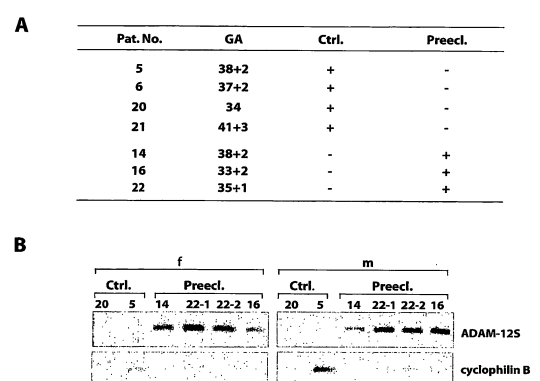 A
Pat. No. GA Ctrl. Preecl.
5 38+2 + -
6 37+2 + -
20 34 + -
21 41+3 + -
14 38+2 - +
16 33+2 - +
22 35+1 - +
B
f m
Ctrl. Preecl. Ctrl. Preecl.
20 5 14 22-1 22-2 16 20 5 14 22-1 22-2 16
ADAM-12S
cyclophilin B